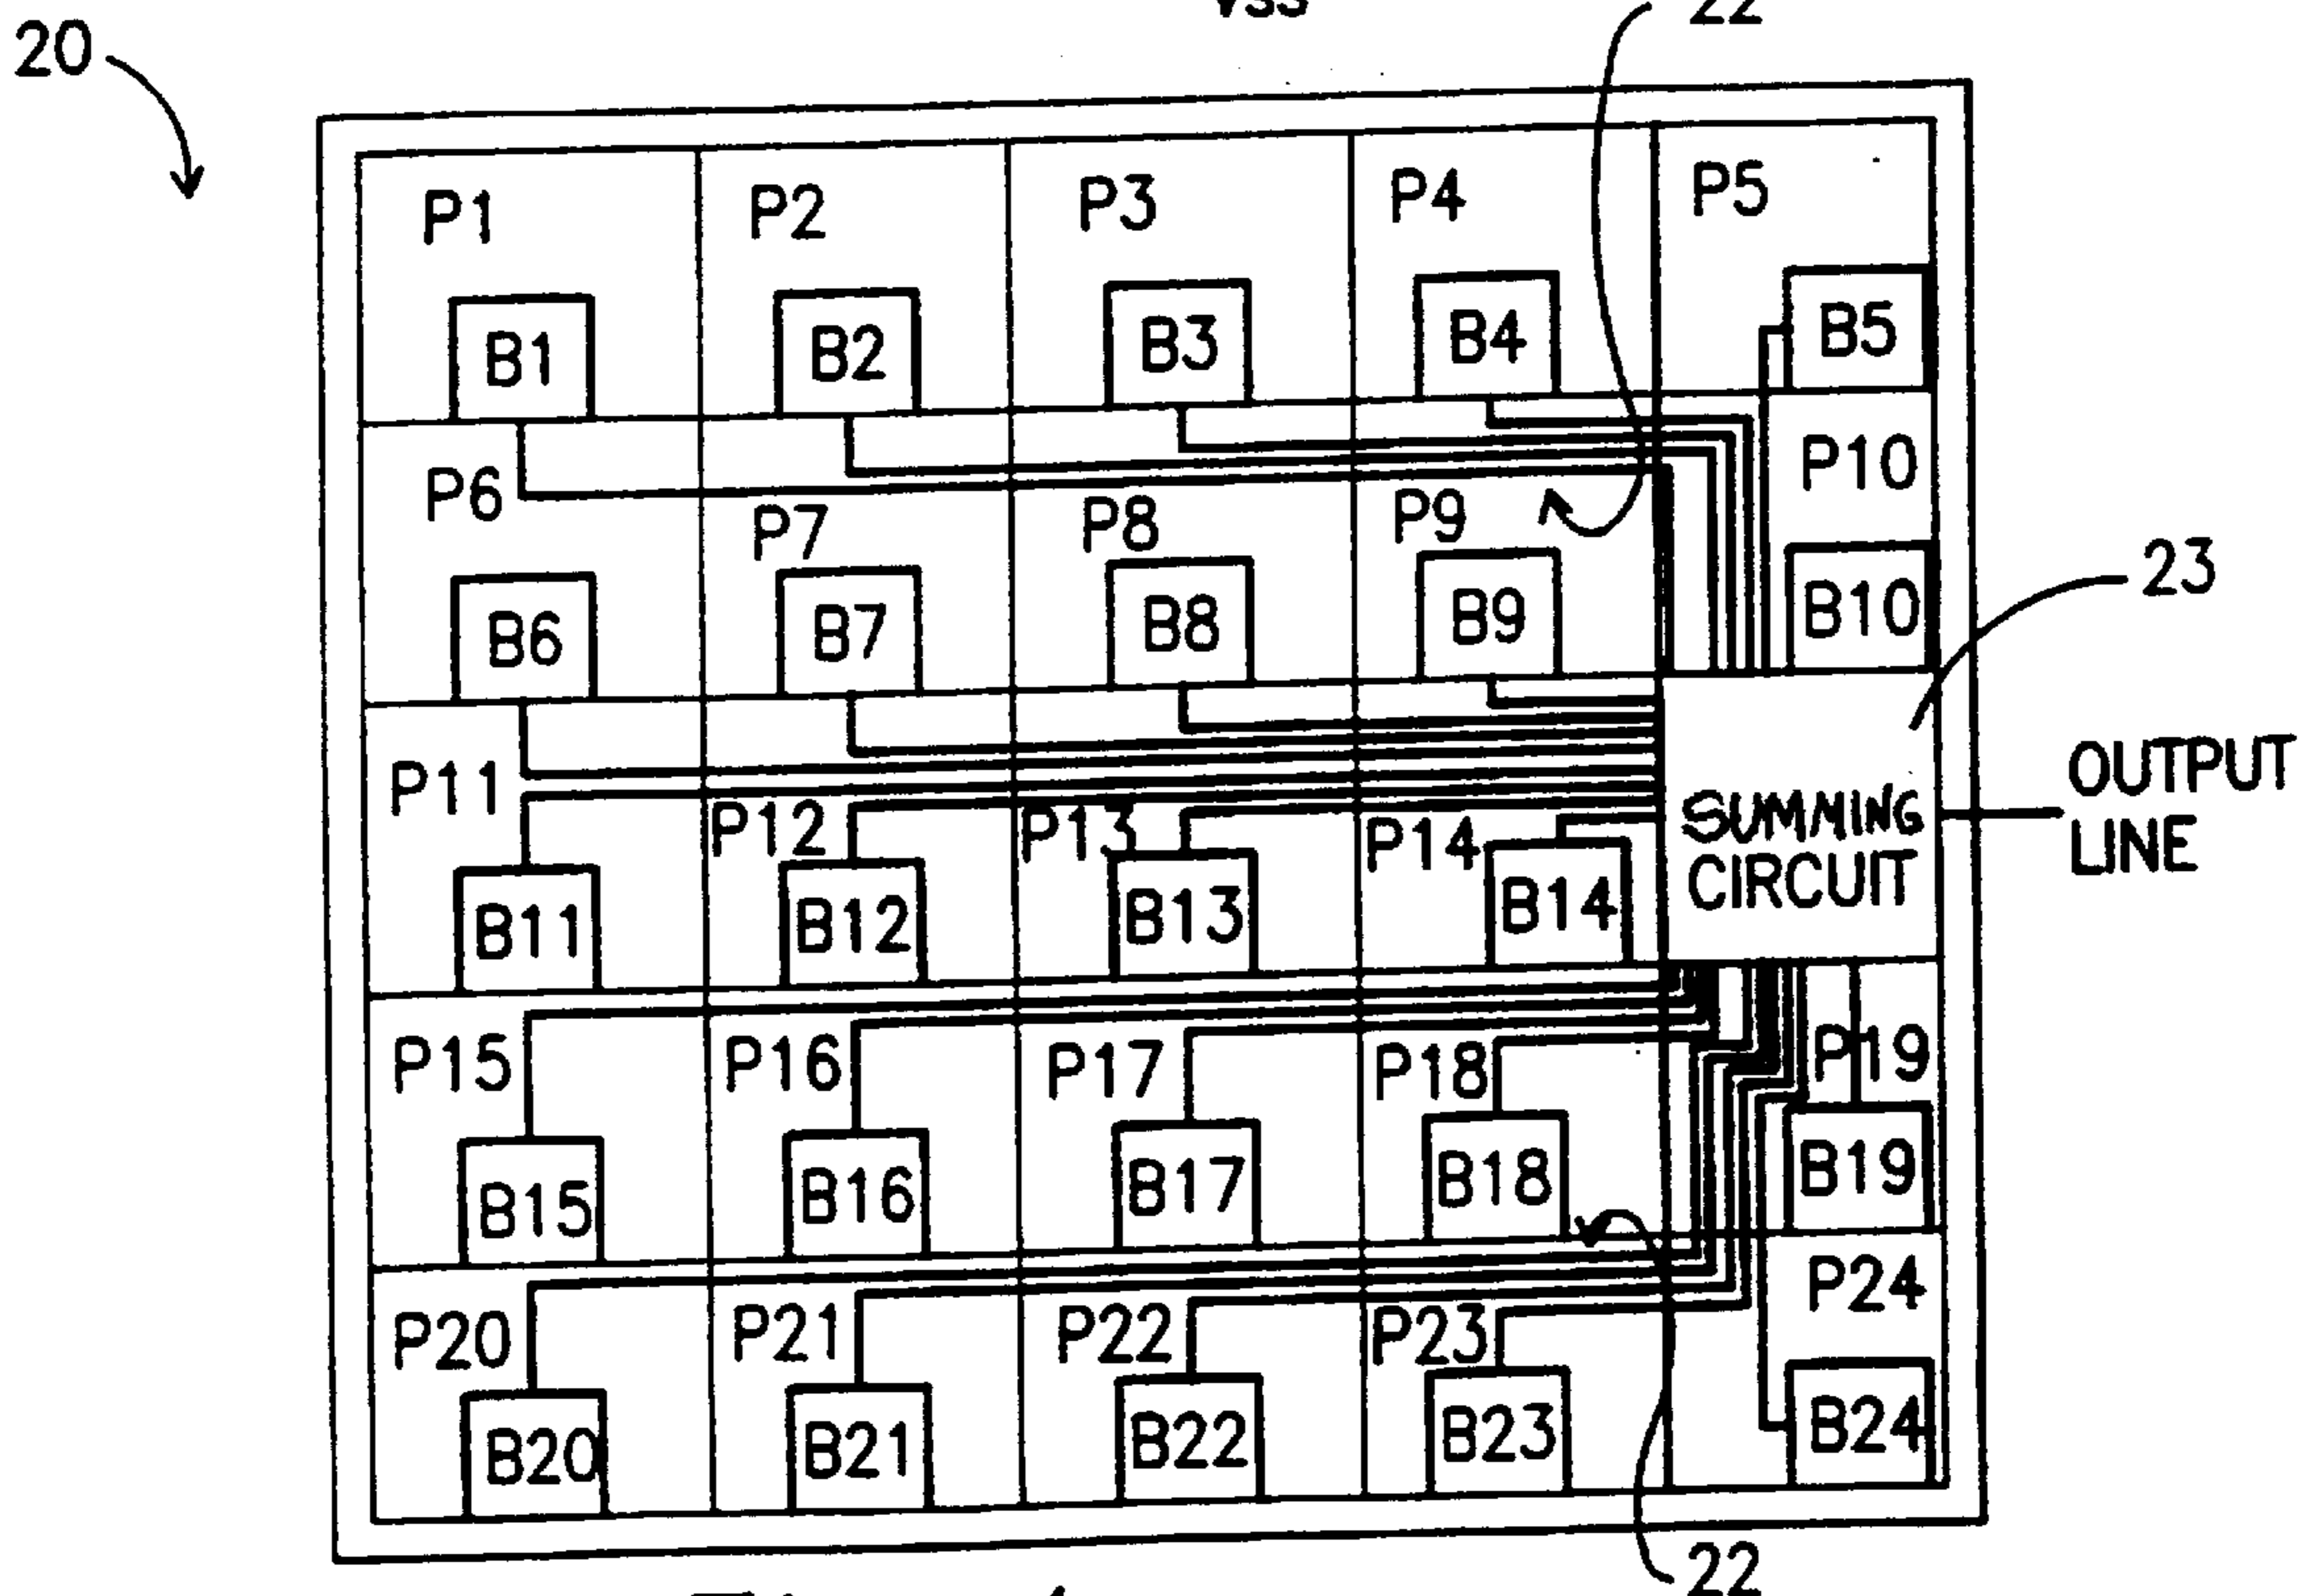 22
20
P1 P2 P3 P4 P5
B1 B2 B3 B4 B5
P6 P7 P8 P9 P10
B6 B7 B8 B9 B10
23
P11 P12 P13 P14
SUMMING
CIRCUIT
OUTPUT
LINE
B11 B12 B13 B14
P15 P16 P17 P18 P19
B15 B16 B17 B18 B19
P20 P21 P22 P23 P24
B20 B21 B22 B23 B24
22